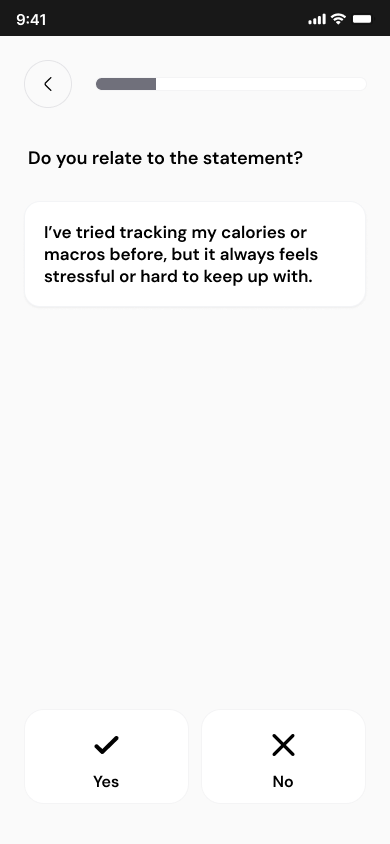 9:41
Do you relate to the statement?
I’ve tried tracking my calories or
macros before, but it always feels
stressful or hard to keep up with.
Yes
No